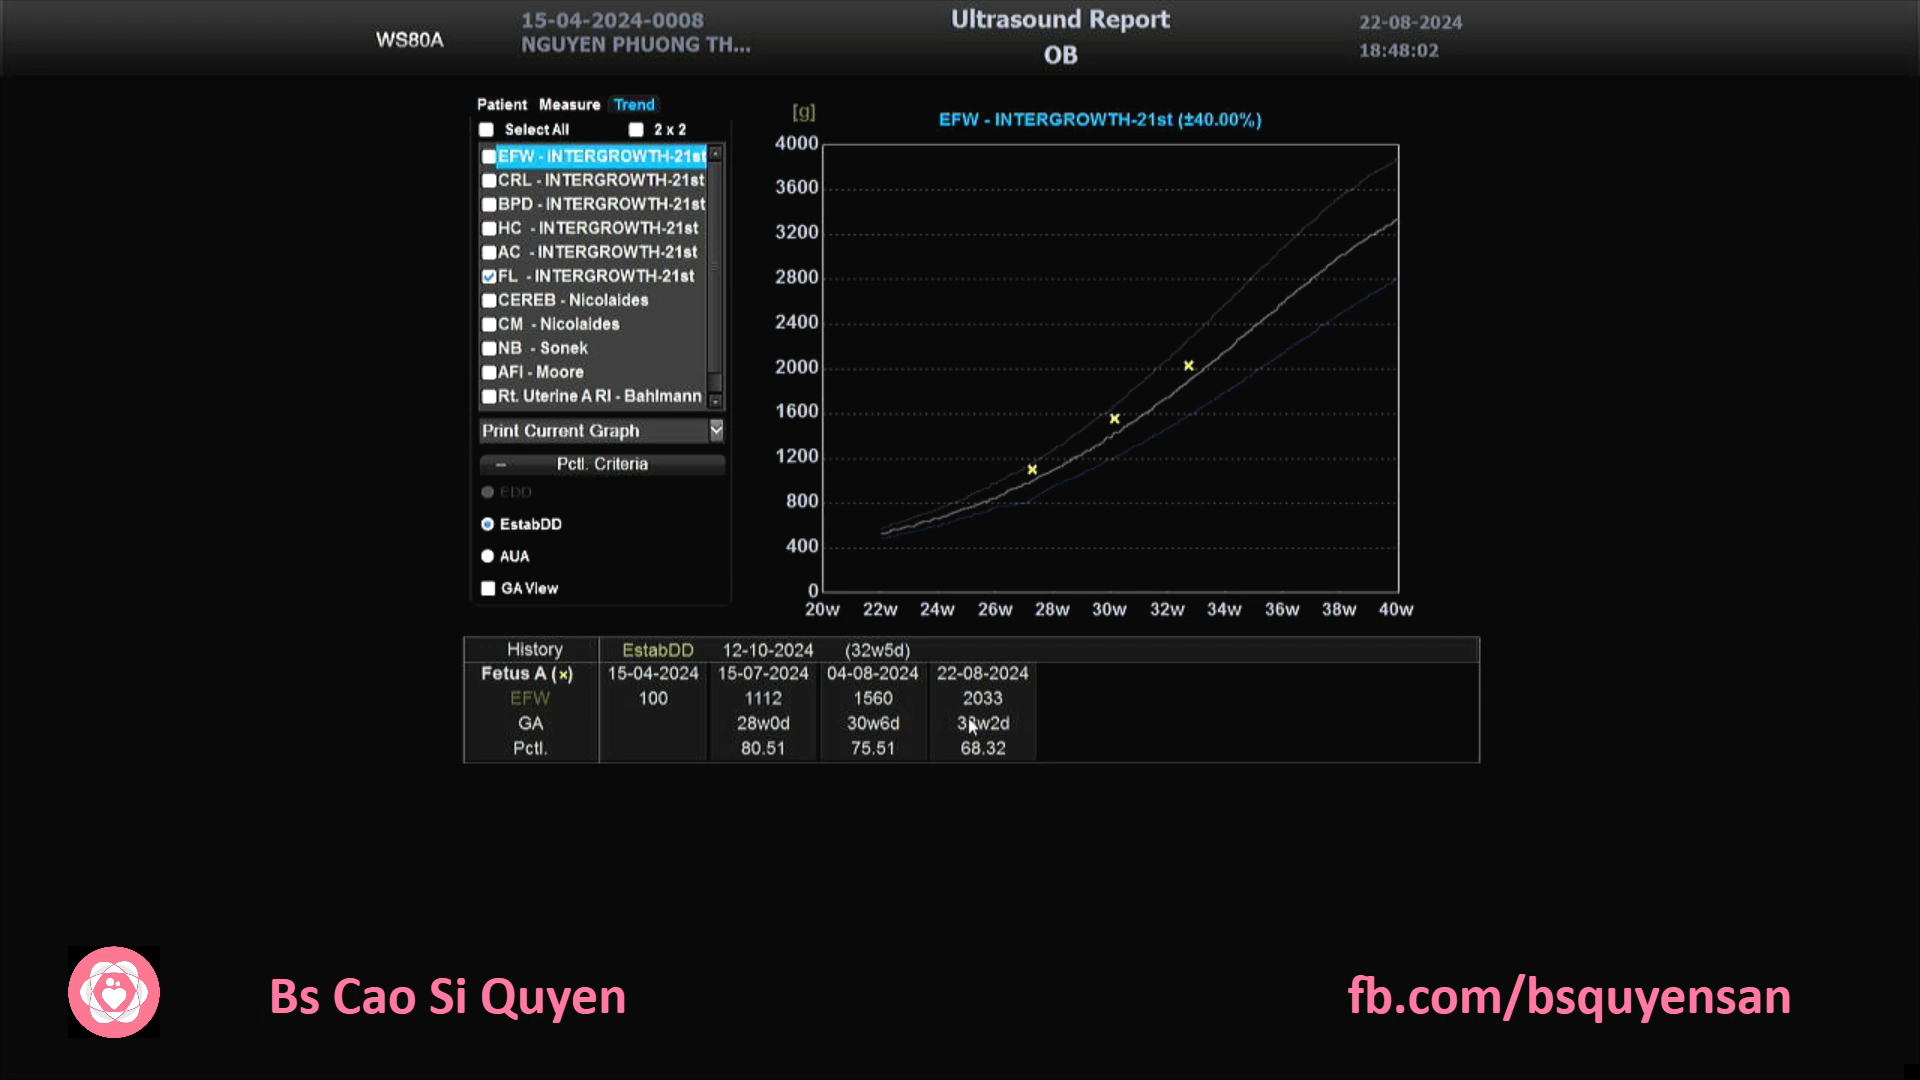 WS80A
15-04-2024-0008
NGUYEN PHUONG TH...
Ultrasound Report
OB
22-08-2024
18:48:02
Patient Measure Trend
Select All 2 x 2
EFW - INTERGROWTH-21st
CRL - INTERGROWTH-21st
BPD - INTERGROWTH-21st
HC - INTERGROWTH-21st
AC - INTERGROWTH-21st
FL - INTERGROWTH-21st
CEREB - Nicolaides
CM - Nicolaides
NB - Sonek
AFI - Moore
Rt. Uterine A RI - Bahlmann
Print Current Graph
-- Pctl. Criteria
EDD
EstabDD
AUA
GA View
[g]
EFW - INTERGROWTH-21st (±40.00%)
4000
3600
3200
2800
2400
2000
1600
1200
800
400
0
20w 22w 24w 26w 28w 30w 32w 34w 36w 38w 40w
History EstabDD 12-10-2024 (32w5d)
Fetus A (×) 15-04-2024 15-07-2024 04-08-2024 22-08-2024
EFW 100 1112 1560 2033
GA 28w0d 30w6d
Pctl. 80.51 75.51 68.32
Bs Cao Si Quyen
fb.com/bsquyensan